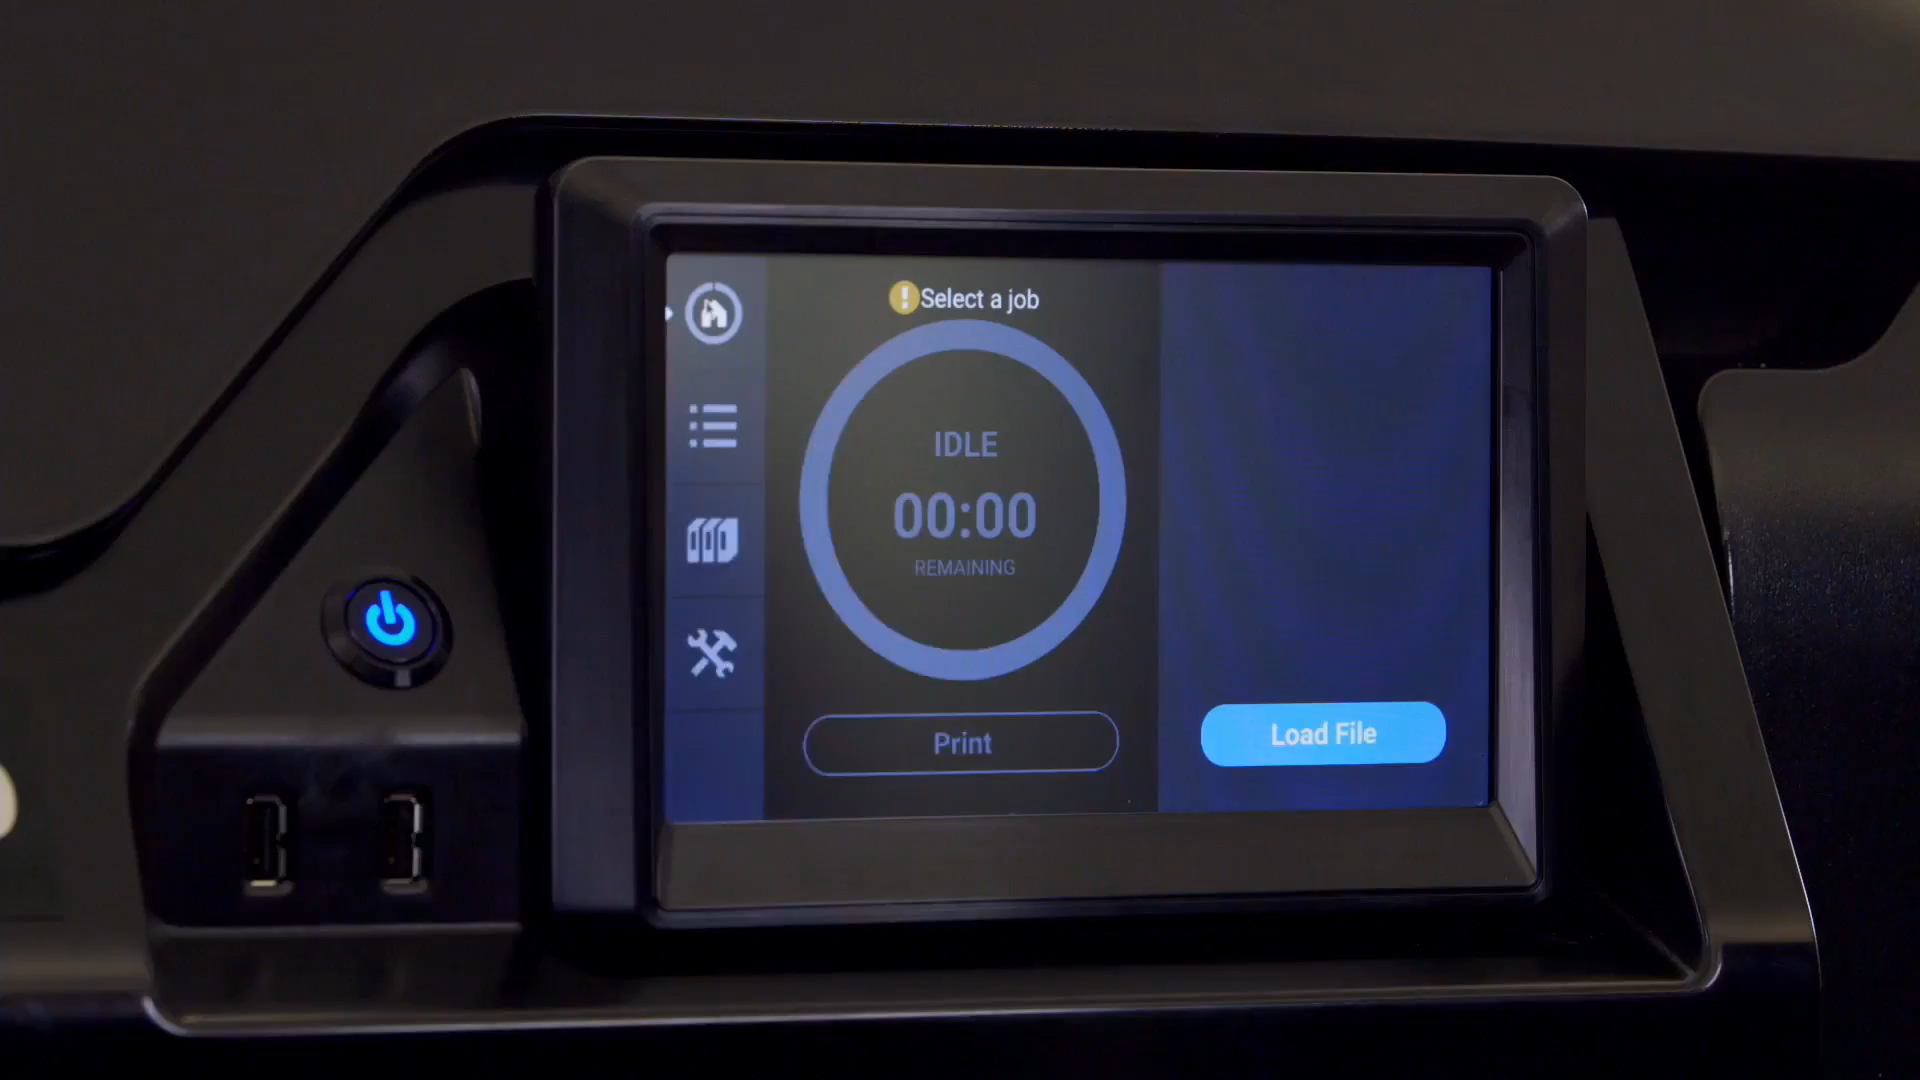 Select a job
IDLE
00:00
REMAINING
Print
Load File